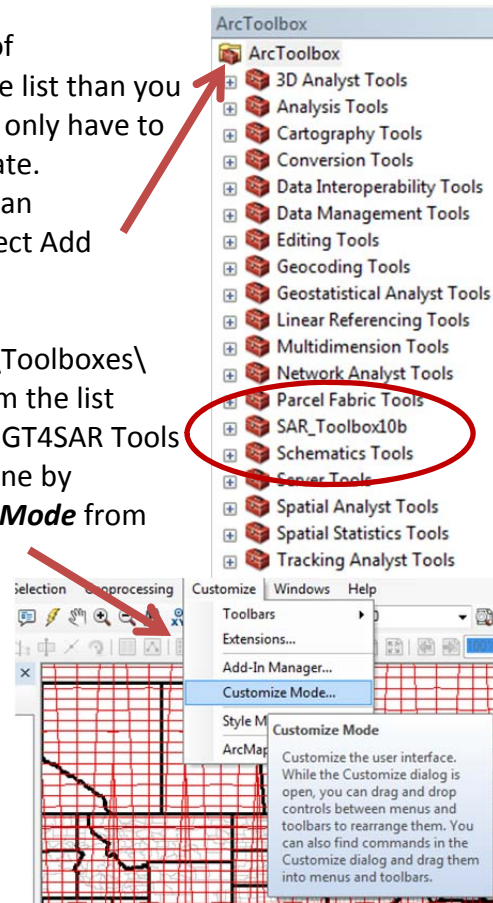 of
e list than you
only have to
ate.
an
ect Add
\Toolboxes\
m the list
GT4SAR Tools
ne by
Mode from
ArcToolbox
ArcToolbox
3D Analyst Tools
Analysis Tools
Cartography Tools
Conversion Tools
Data Interoperability Tools
Data Management Tools
Editing Tools
Geocoding Tools
Geostatistical Analyst Tools
Linear Referencing Tools
Multidimension Tools
Network Analyst Tools
Parcel Fabric Tools
SAR_Toolbox10b
Schematics Tools
Server Tools
Spatial Analyst Tools
Spatial Statistics Tools
Tracking Analyst Tools
Selection Geoprocessing Customize Windows Help
Toolbars
Extensions...
Add-In Manager...
Customize Mode...
Style M
ArcMap
Customize Mode
Customize the user interface.
While the Customize dialog is
open, you can drag and drop
controls between menus and
toolbars to rearrange them. You
can also find commands in the
Customize dialog and drag them
into menus and toolbars.